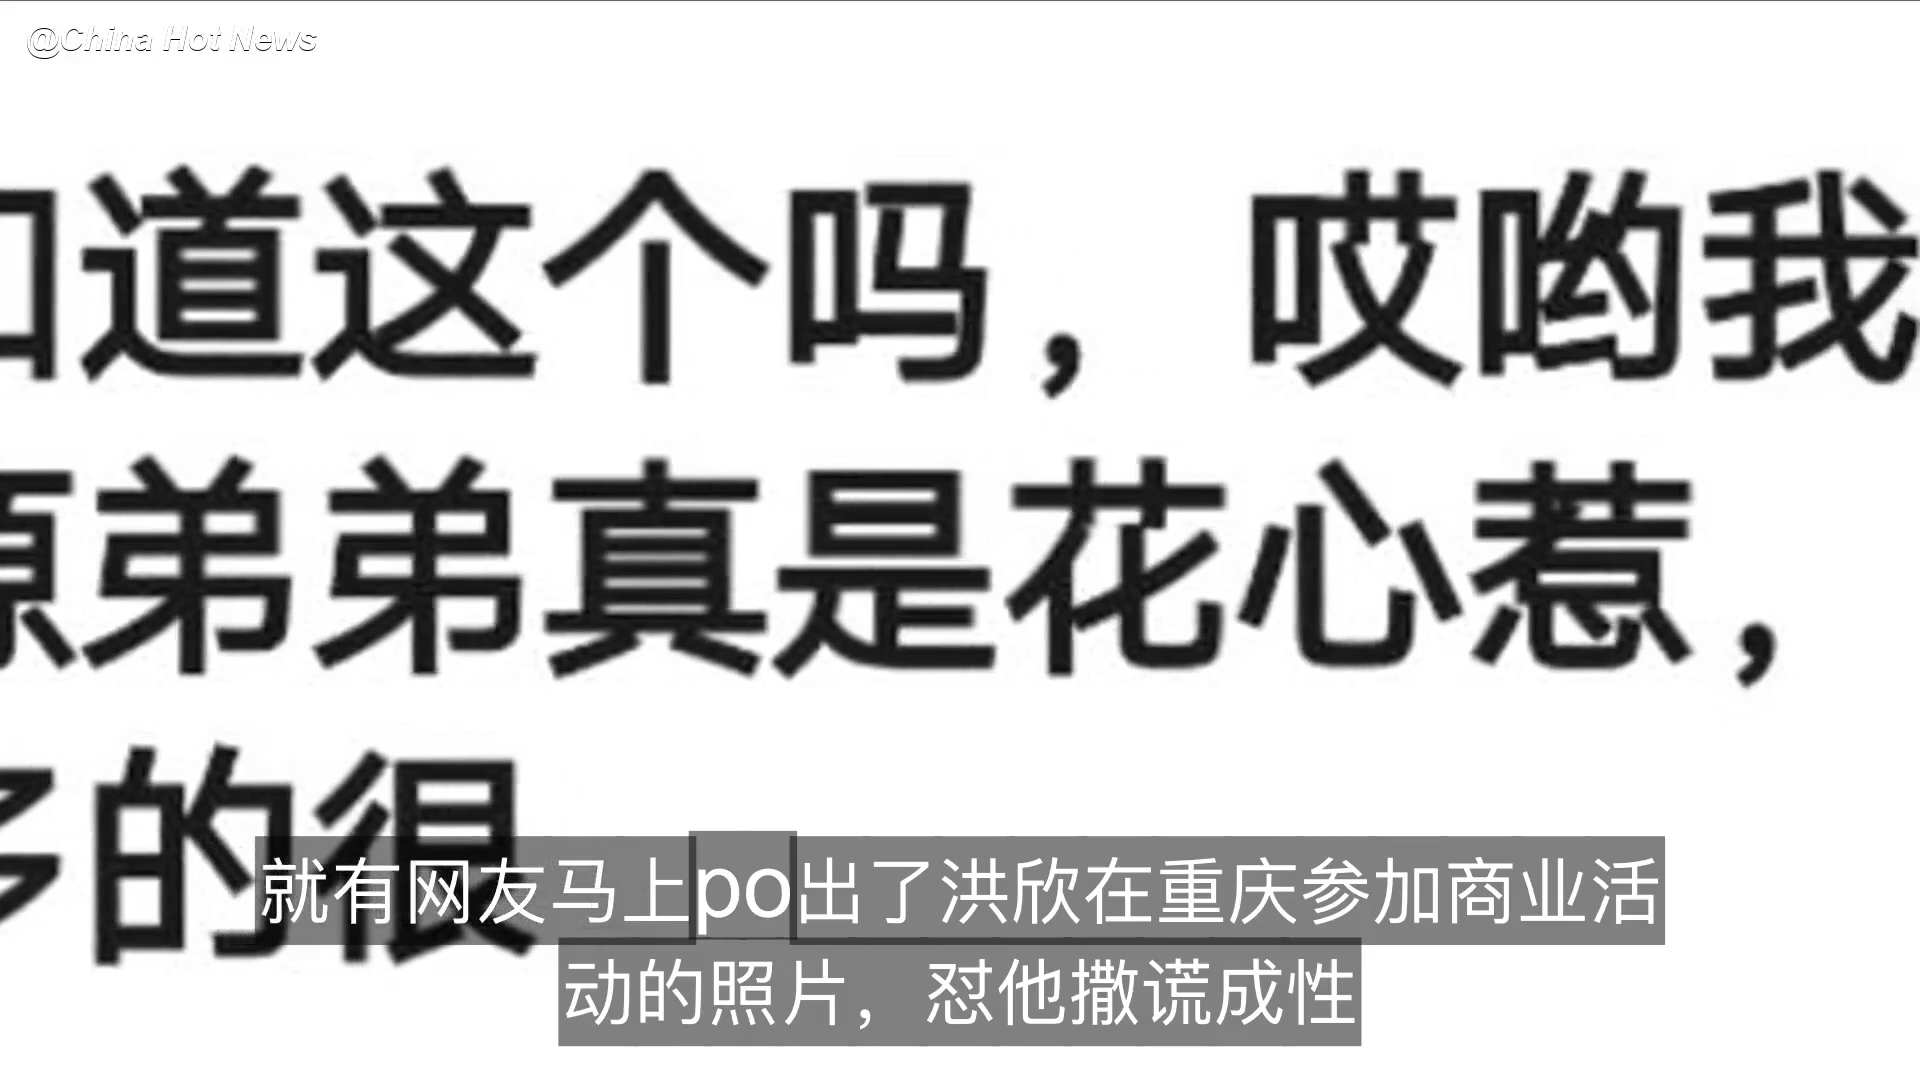 @China Hot News
道这个吗，哎哟我
弟弟真是花心惹，
的很
就有网友马上po出了洪欣在重庆参加商业活
动的照片，怼他撒谎成性